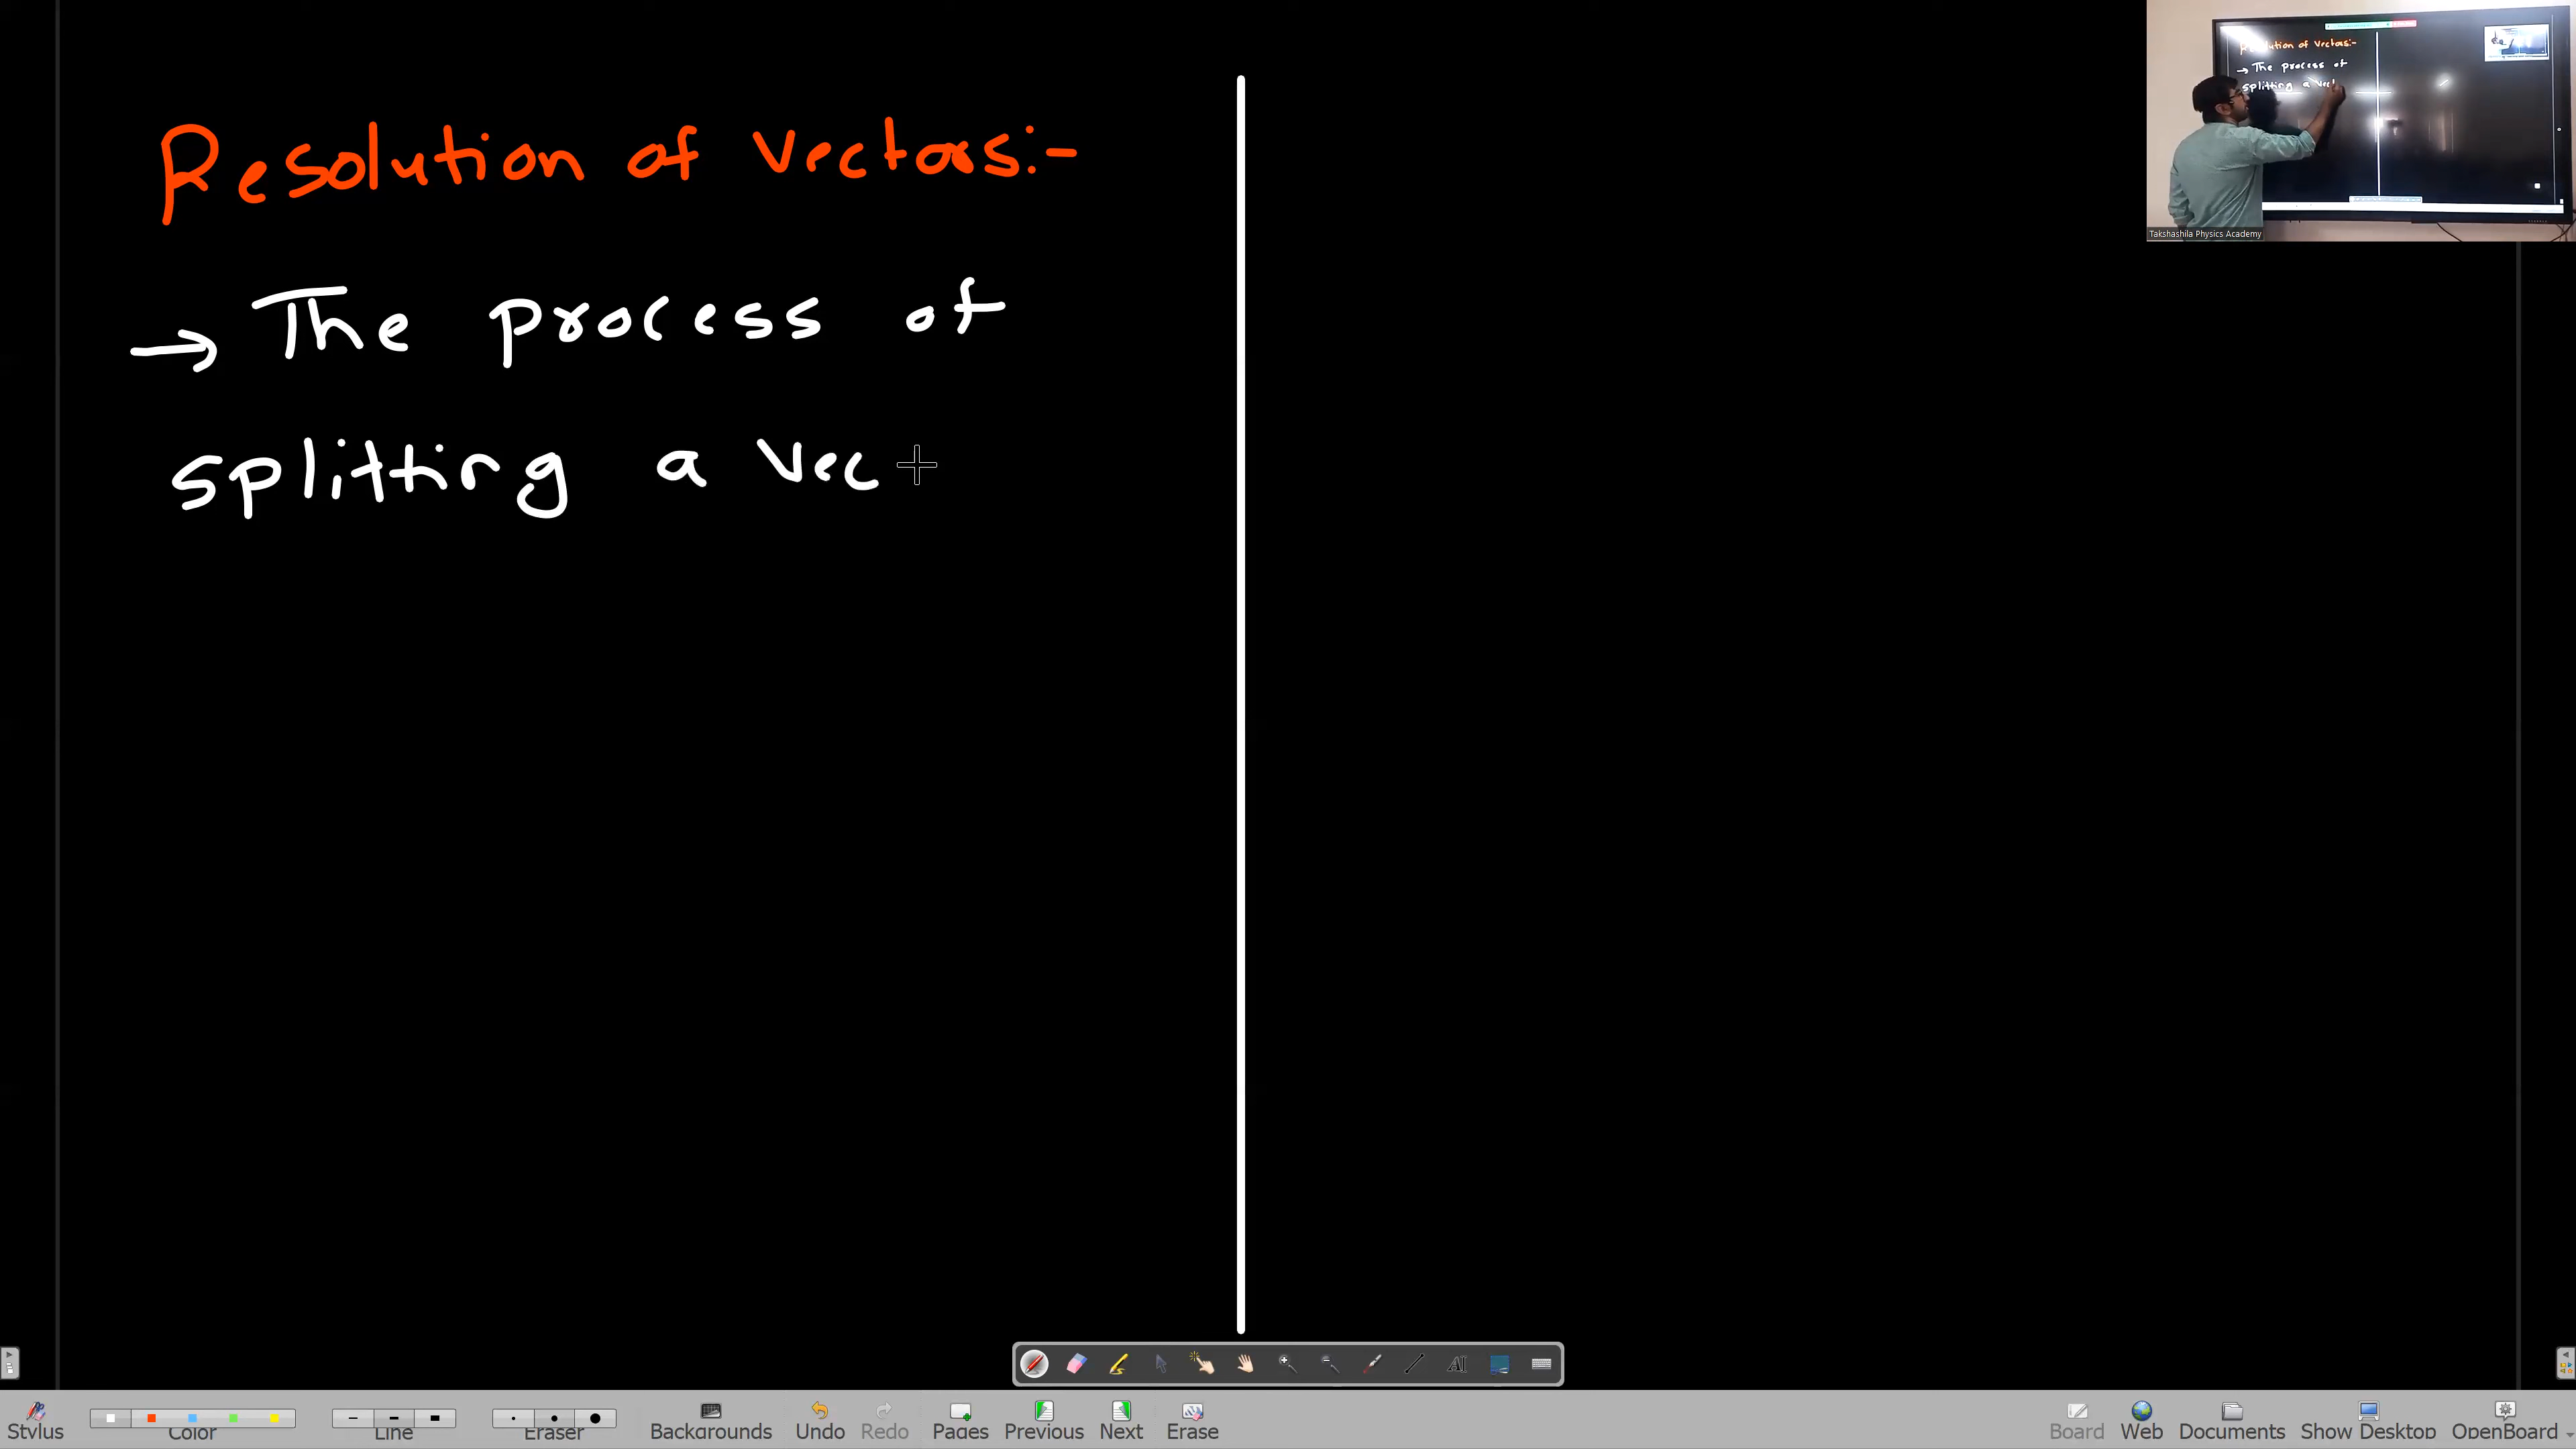 Resolution of Vectors:-
→ The process of
splitting a vec
Takshashila Physics Academy
Stylus
Color
Line
Eraser
Backgrounds
Undo
Redo
Pages
Previous
Next
Erase
Board
Web
Documents
Show Desktop
OpenBoard